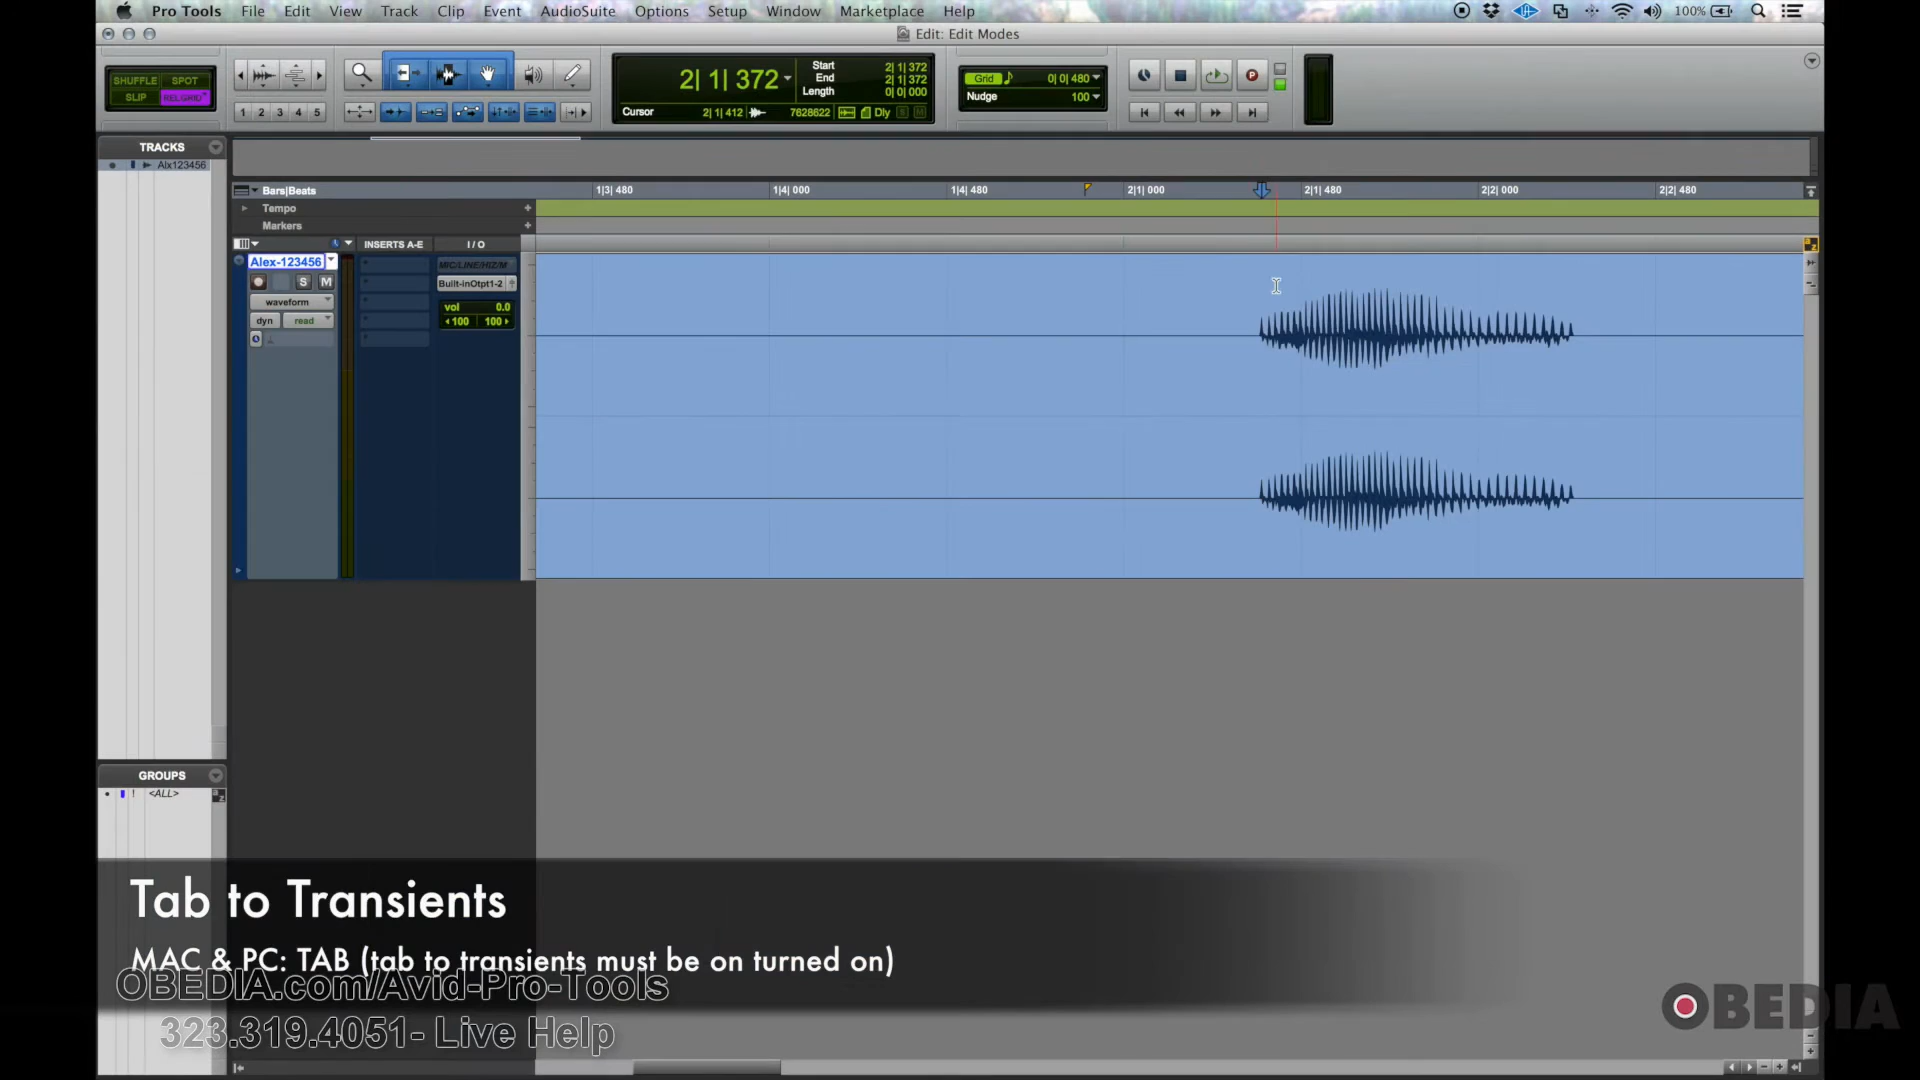 Pro Tools File Edit View Track Clip Event AudioSuite Options Setup Window Marketplace Help 100%
Edit: Edit Modes
SHUFFLE SPOT
SLIP RELGRID
1 2 3 4 5
2| 1| 372
Start 2| 1| 372
End 2| 1| 372
Length 0| 0| 000
Cursor 2| 1| 412 7628622 Dly S M
Grid 0| 0| 480
Nudge 100
P
TRACKS
Alx123456
Bars|Beats
1|3| 480 1|4| 000 1|4| 480 2|1| 000 2|1| 480 2|2| 000 2|2| 480
Tempo
Markers
INSERTS A-E I / O
Alex-123456
S M
waveform
dyn read
MIC/LINE/HIZ/M
Built-inOtpt1-2
vol 0.0
100 100
GROUPS
! <ALL>
a z
Tab to Transients
MAC & PC: TAB (tab to transients must be on turned on)
OBEDIA.com/Avid-Pro-Tools
323.319.4051- Live Help
OBEDIA